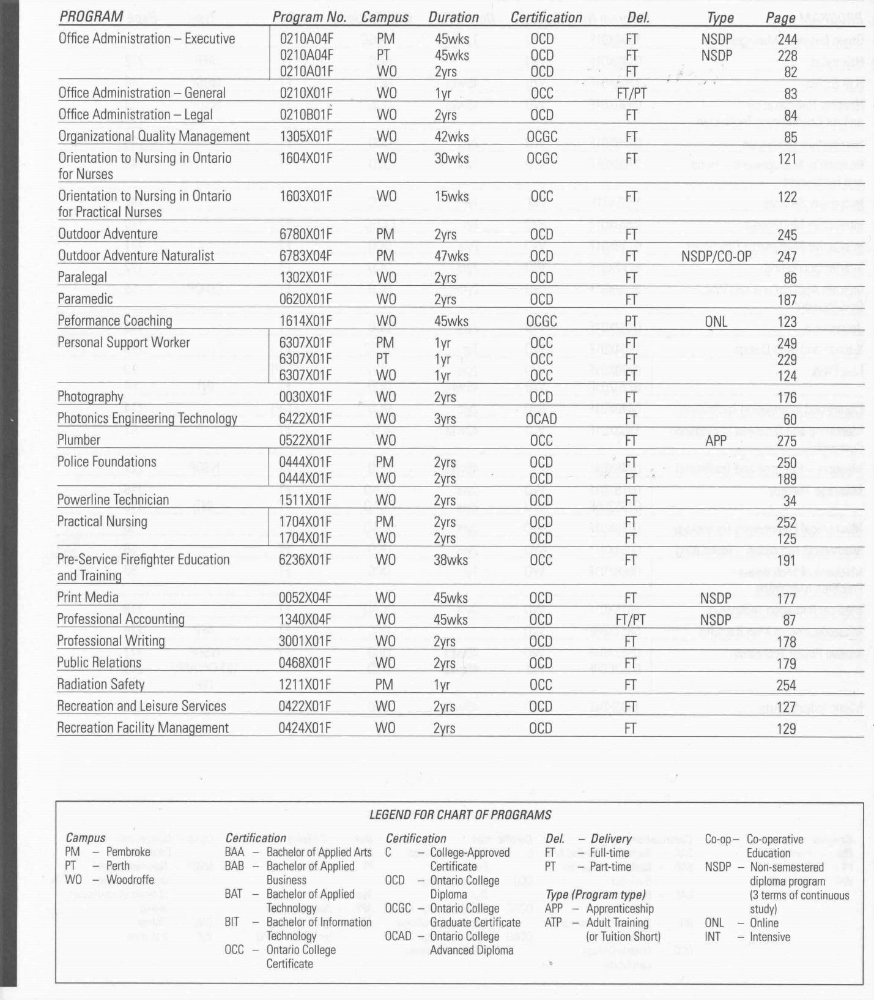 PROGRAM Program No. Campus Duration Certification Del. Type Page
Office Administration – Executive 0210A04F PM 45wks OCD FT NSDP 244
0210A04F PT 45wks OCD FT NSDP 228
0210A01F WO 2yrs OCD FT 82
Office Administration – General 0210X01F WO 1yr OCC FT/PT 83
Office Administration – Legal 0210B01F WO 2yrs OCD FT 84
Organizational Quality Management 1305X01F WO 42wks OCGC FT 85
Orientation to Nursing in Ontario 1604X01F WO 30wks OCGC FT 121
for Nurses
Orientation to Nursing in Ontario 1603X01F WO 15wks OCC FT 122
for Practical Nurses
Outdoor Adventure 6780X01F PM 2yrs OCD FT 245
Outdoor Adventure Naturalist 6783X04F PM 47wks OCD FT NSDP/CO-OP 247
Paralegal 1302X01F WO 2yrs OCD FT 86
Paramedic 0620X01F WO 2yrs OCD FT 187
Peformance Coaching 1614X01F WO 45wks OCGC PT ONL 123
Personal Support Worker 6307X01F PM 1yr OCC FT 249
6307X01F PT 1yr OCC FT 229
6307X01F WO 1yr OCC FT 124
Photography 0030X01F WO 2yrs OCD FT 176
Photonics Engineering Technology 6422X01F WO 3yrs OCAD FT 60
Plumber 0522X01F WO OCC FT APP 275
Police Foundations 0444X01F PM 2yrs OCD FT 250
0444X01F WO 2yrs OCD FT 189
Powerline Technician 1511X01F WO 2yrs OCD FT 34
Practical Nursing 1704X01F PM 2yrs OCD FT 252
1704X01F WO 2yrs OCD FT 125
Pre-Service Firefighter Education 6236X01F WO 38wks OCC FT 191
and Training
Print Media 0052X04F WO 45wks OCD FT NSDP 177
Professional Accounting 1340X04F WO 45wks OCD FT/PT NSDP 87
Professional Writing 3001X01F WO 2yrs OCD FT 178
Public Relations 0468X01F WO 2yrs OCD FT 179
Radiation Safety 1211X01F PM 1yr OCC FT 254
Recreation and Leisure Services 0422X01F WO 2yrs OCD FT 127
Recreation Facility Management 0424X01F WO 2yrs OCD FT 129
LEGEND FOR CHART OF PROGRAMS
Campus
PM – Pembroke
PT – Perth
WO – Woodroffe
Certification
BAA – Bachelor of Applied Arts
BAB – Bachelor of Applied
Business
BAT – Bachelor of Applied
Technology
BIT – Bachelor of Information
Technology
OCC – Ontario College
Certificate
Certification
C – College-Approved
Certificate
OCD – Ontario College
Diploma
OCGC – Ontario College
Graduate Certificate
OCAD – Ontario College
Advanced Diploma
Del. – Delivery
FT – Full-time
PT – Part-time
Type (Program type)
APP – Apprenticeship
ATP – Adult Training
(or Tuition Short)
Co-op – Co-operative
Education
NSDP – Non-semestered
diploma program
(3 terms of continuous
study)
ONL – Online
INT – Intensive